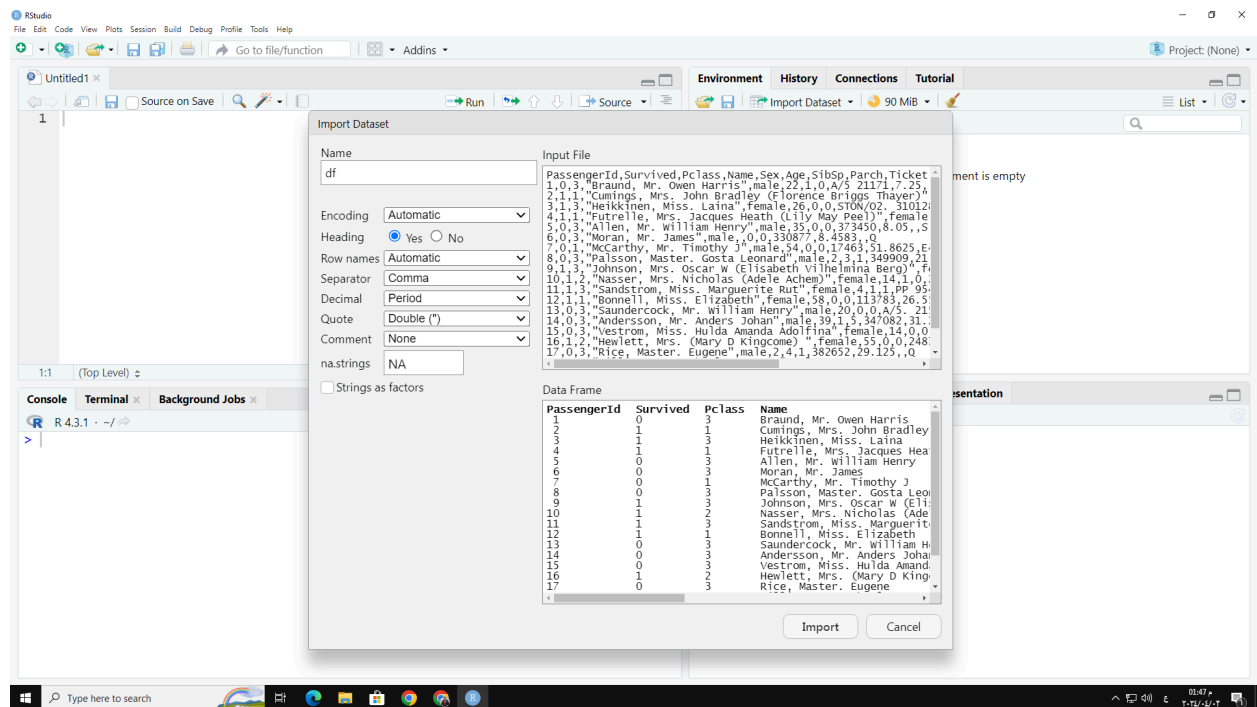 RStudio
File Edit Code View Plots Session Build Debug Profile Tools Help
Go to file/function
Addins
Project: (None)
Untitled1
Source on Save
Run
Source
1
1:1 (Top Level)
Console Terminal Background Jobs
R 4.3.1 · ~/
>
Environment History Connections Tutorial
Import Dataset
90 MiB
List
ment is empty
esentation
Import Dataset
Name
df
Encoding Automatic
Heading Yes No
Row names Automatic
Separator Comma
Decimal Period
Quote Double (")
Comment None
na.strings NA
Strings as factors
Input File
PassengerId,Survived,Pclass,Name,Sex,Age,SibSp,Parch,Ticket
1,0,3,"Braund, Mr. Owen Harris",male,22,1,0,A/5 21171,7.25,
2,1,1,"Cumings, Mrs. John Bradley (Florence Briggs Thayer)"
3,1,3,"Heikkinen, Miss. Laina",female,26,0,0,STON/O2. 31012
4,1,1,"Futrelle, Mrs. Jacques Heath (Lily May Peel)",female
5,0,3,"Allen, Mr. William Henry",male,35,0,0,373450,8.05,,S
6,0,3,"Moran, Mr. James",male,,0,0,330877,8.4583,,Q
7,0,1,"McCarthy, Mr. Timothy J",male,54,0,0,17463,51.8625,E
8,0,3,"Palsson, Master. Gosta Leonard",male,2,3,1,349909,21
9,1,3,"Johnson, Mrs. Oscar W (Elisabeth Vilhelmina Berg)",f
10,1,2,"Nasser, Mrs. Nicholas (Adele Achem)",female,14,1,0,
11,1,3,"Sandstrom, Miss. Marguerite Rut",female,4,1,1,PP 95
12,1,1,"Bonnell, Miss. Elizabeth",female,58,0,0,113783,26.5
13,0,3,"Saundercock, Mr. William Henry",male,20,0,0,A/5. 21
14,0,3,"Andersson, Mr. Anders Johan",male,39,1,5,347082,31.
15,0,3,"Vestrom, Miss. Hulda Amanda Adolfina",female,14,0,0
16,1,2,"Hewlett, Mrs. (Mary D Kingcome) ",female,55,0,0,248
17,0,3,"Rice, Master. Eugene",male,2,4,1,382652,29.125,,Q
Data Frame
PassengerId Survived Pclass Name
1 0 3 Braund, Mr. Owen Harris
2 1 1 Cumings, Mrs. John Bradley
3 1 3 Heikkinen, Miss. Laina
4 1 1 Futrelle, Mrs. Jacques Hea
5 0 3 Allen, Mr. William Henry
6 0 3 Moran, Mr. James
7 0 1 McCarthy, Mr. Timothy J
8 0 3 Palsson, Master. Gosta Leo
9 1 3 Johnson, Mrs. Oscar W (Eli
10 1 2 Nasser, Mrs. Nicholas (Ade
11 1 3 Sandstrom, Miss. Marguerit
12 1 1 Bonnell, Miss. Elizabeth
13 0 3 Saundercock, Mr. William H
14 0 3 Andersson, Mr. Anders Joha
15 0 3 Vestrom, Miss. Hulda Amand
16 1 2 Hewlett, Mrs. (Mary D King
17 0 3 Rice, Master. Eugene
Import Cancel
Type here to search
ع
01:47 م
٢٠٢٤/٠٤/٠٢